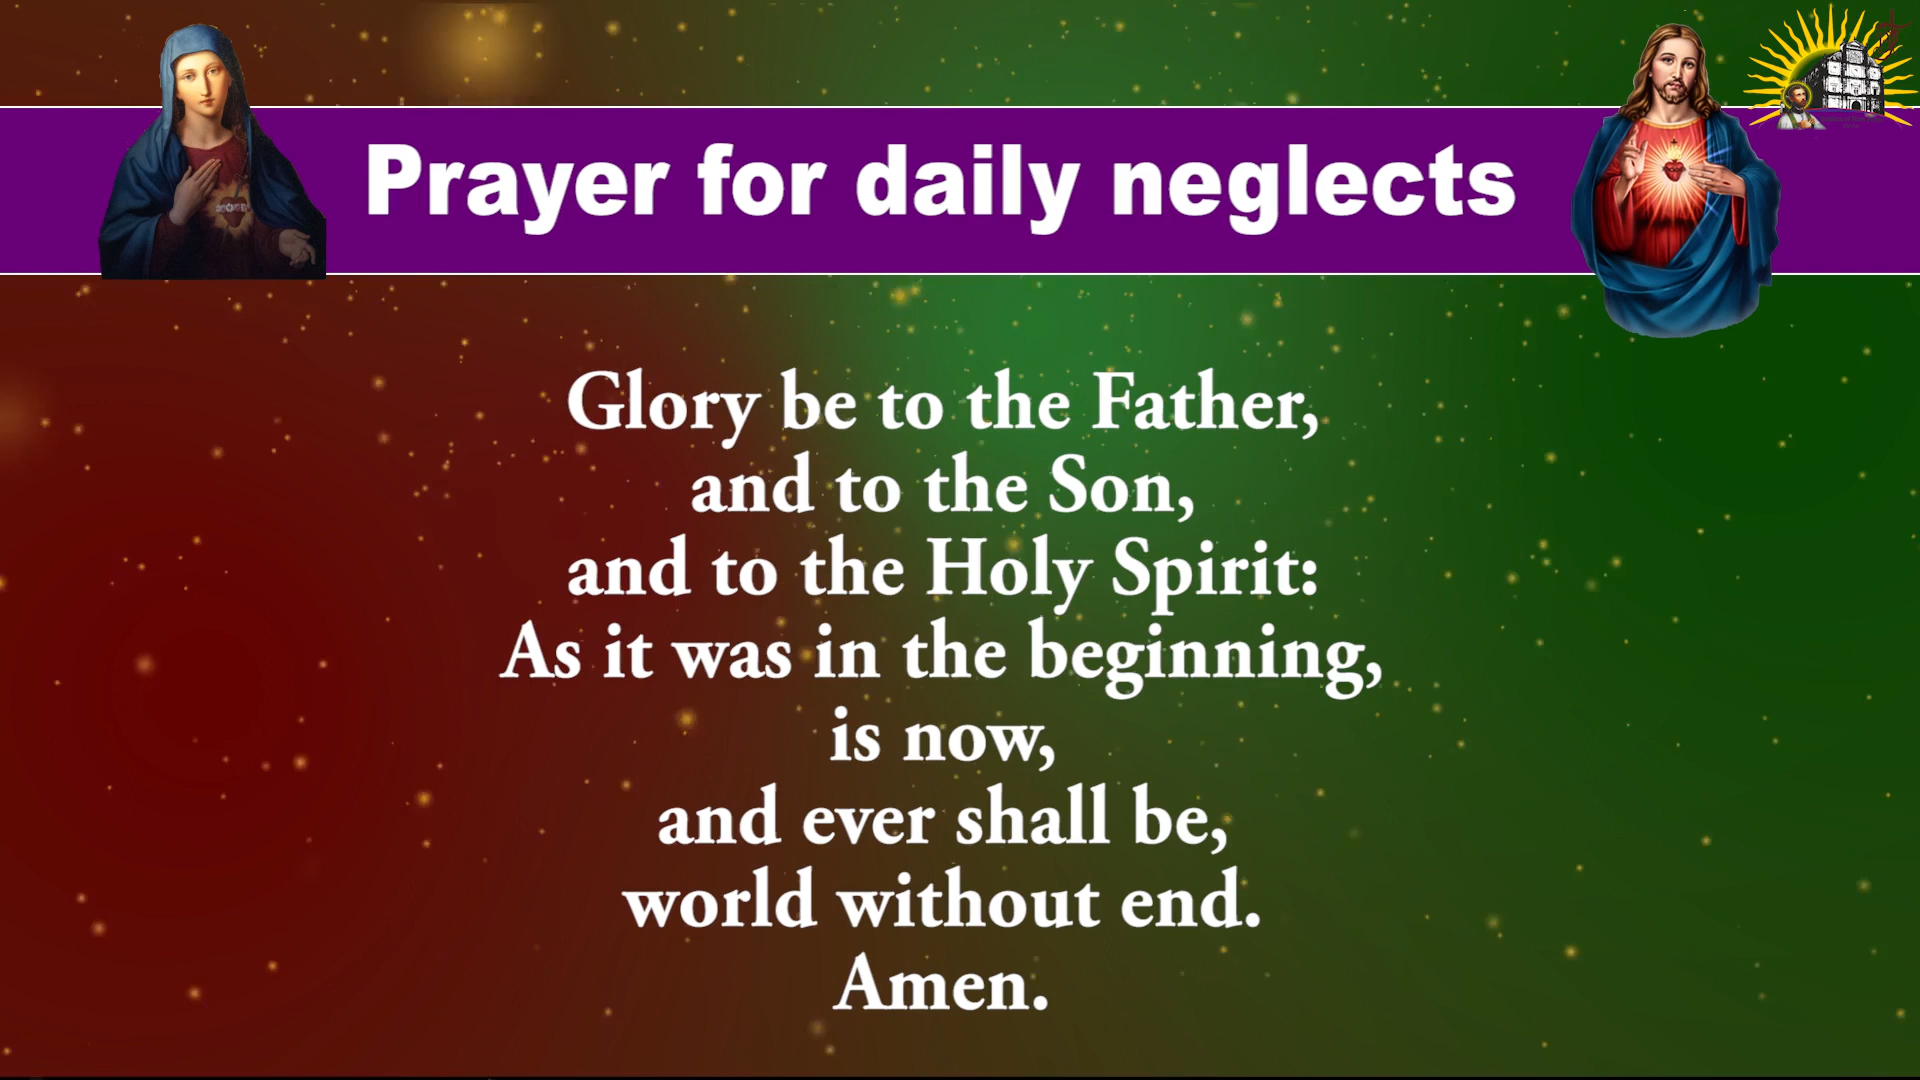 Prayer for daily neglects
Glory be to the Father,
and to the Son,
and to the Holy Spirit:
As it was in the beginning,
is now,
and ever shall be,
world without end.
Amen.